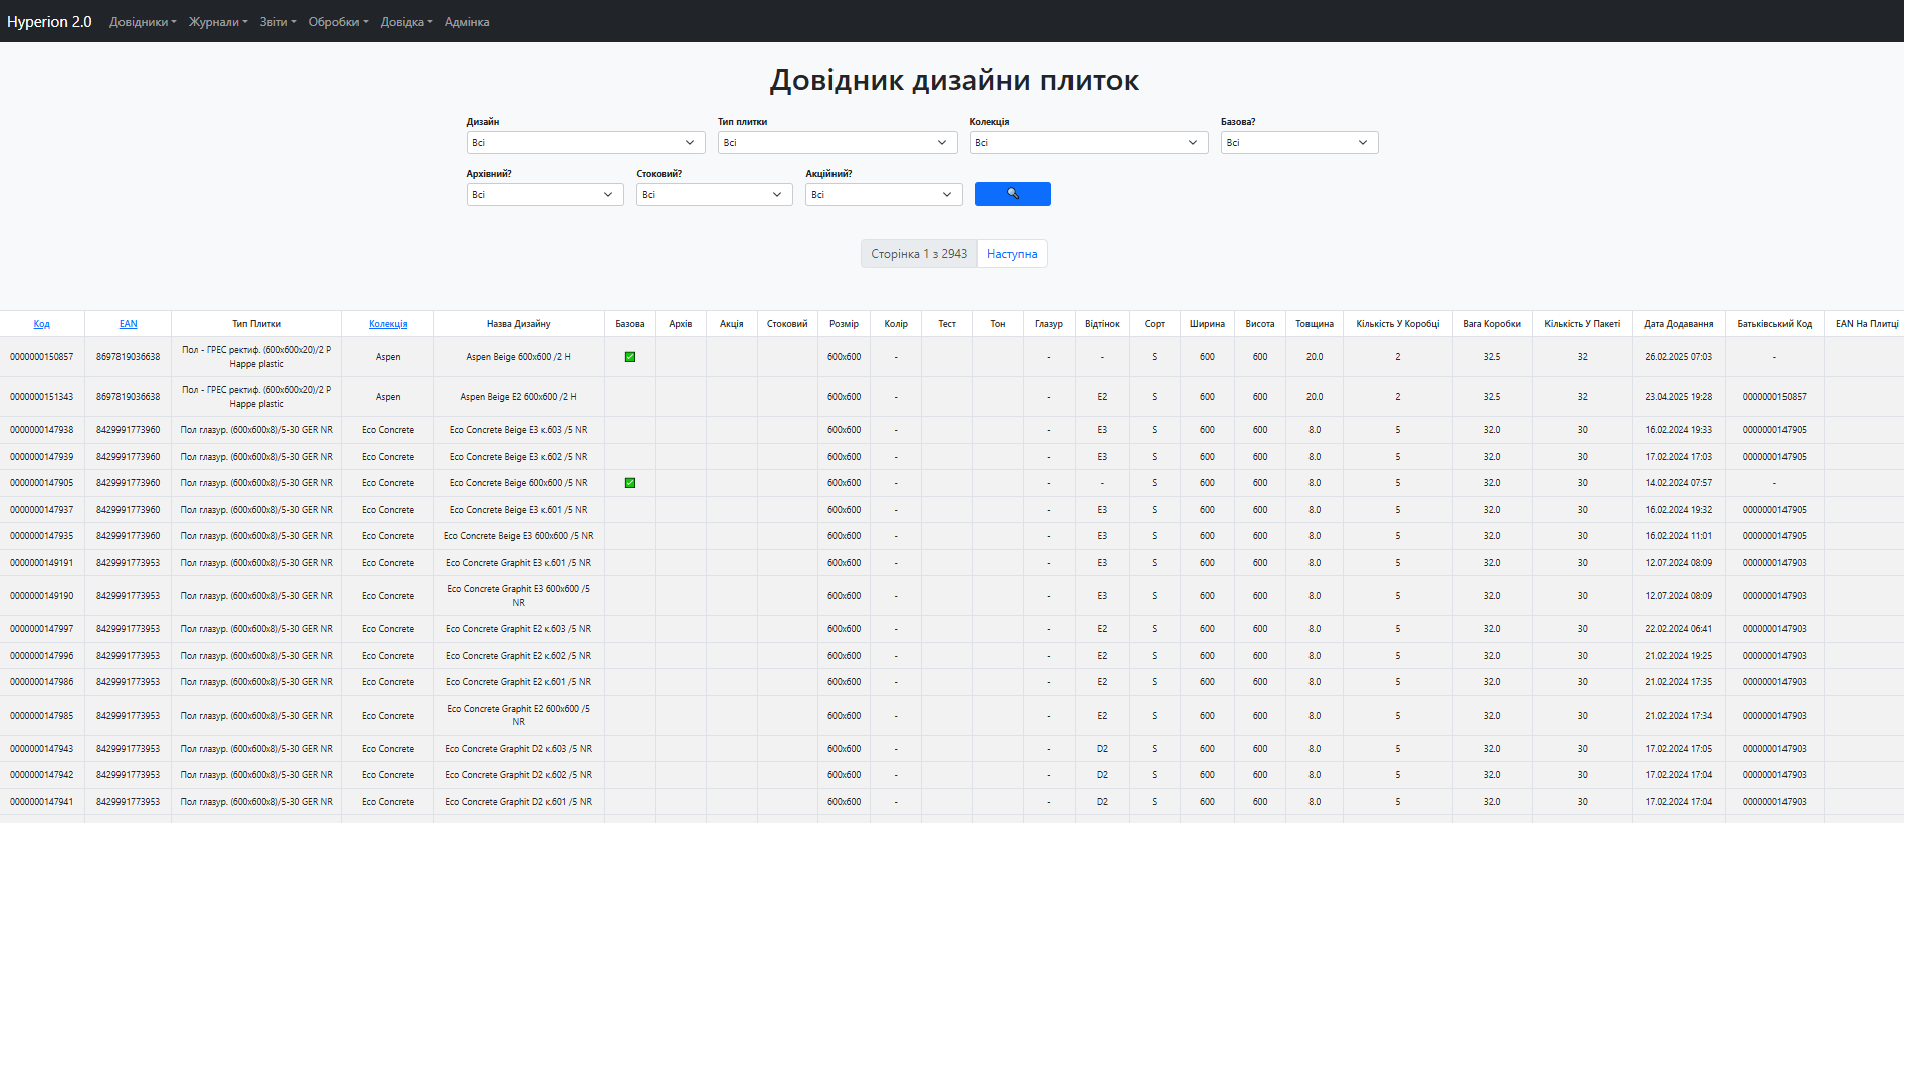 Hyperion 2.0 Довідники Журнали Звіти Обробки Довідка Адмінка
Довідник дизайни плиток
Дизайн Тип плитки Колекція Базова?
Всі Всі Всі Всі
Архівний? Стоковий? Акційний?
Всі Всі Всі
Сторінка 1 з 2943 Наступна
Код EAN Тип Плитки Колекція Назва Дизайну Базова Архів Акція Стоковий Розмір Колір Тест Тон Глазур Відтінок Сорт Ширина Висота Товщина Кількість У Коробці Вага Коробки Кількість У Пакеті Дата Додавання Батьківський Код EAN На Плитці
0000000150857 8697819036638 Пол - ГРЕС ректиф. (600x600x20)/2 P Happe plastic Aspen Aspen Beige 600x600 /2 H 600x600 - - - S 600 600 20.0 2 32.5 32 26.02.2025 07:03 -
0000000151343 8697819036638 Пол - ГРЕС ректиф. (600x600x20)/2 P Happe plastic Aspen Aspen Beige E2 600x600 /2 H 600x600 - - E2 S 600 600 20.0 2 32.5 32 23.04.2025 19:28 0000000150857
0000000147938 8429991773960 Пол глазур. (600x600x8)/5-30 GER NR Eco Concrete Eco Concrete Beige E3 к.603 /5 NR 600x600 - - E3 S 600 600 8.0 5 32.0 30 16.02.2024 19:33 0000000147905
0000000147939 8429991773960 Пол глазур. (600x600x8)/5-30 GER NR Eco Concrete Eco Concrete Beige E3 к.602 /5 NR 600x600 - - E3 S 600 600 8.0 5 32.0 30 17.02.2024 17:03 0000000147905
0000000147905 8429991773960 Пол глазур. (600x600x8)/5-30 GER NR Eco Concrete Eco Concrete Beige 600x600 /5 NR 600x600 - - - S 600 600 8.0 5 32.0 30 14.02.2024 07:57 -
0000000147937 8429991773960 Пол глазур. (600x600x8)/5-30 GER NR Eco Concrete Eco Concrete Beige E3 к.601 /5 NR 600x600 - - E3 S 600 600 8.0 5 32.0 30 16.02.2024 19:32 0000000147905
0000000147935 8429991773960 Пол глазур. (600x600x8)/5-30 GER NR Eco Concrete Eco Concrete Beige E3 600x600 /5 NR 600x600 - - E3 S 600 600 8.0 5 32.0 30 16.02.2024 11:01 0000000147905
0000000149191 8429991773953 Пол глазур. (600x600x8)/5-30 GER NR Eco Concrete Eco Concrete Graphit E3 к.601 /5 NR 600x600 - - E3 S 600 600 8.0 5 32.0 30 12.07.2024 08:09 0000000147903
0000000149190 8429991773953 Пол глазур. (600x600x8)/5-30 GER NR Eco Concrete Eco Concrete Graphit E3 600x600 /5 NR 600x600 - - E3 S 600 600 8.0 5 32.0 30 12.07.2024 08:09 0000000147903
0000000147997 8429991773953 Пол глазур. (600x600x8)/5-30 GER NR Eco Concrete Eco Concrete Graphit E2 к.603 /5 NR 600x600 - - E2 S 600 600 8.0 5 32.0 30 22.02.2024 06:41 0000000147903
0000000147996 8429991773953 Пол глазур. (600x600x8)/5-30 GER NR Eco Concrete Eco Concrete Graphit E2 к.602 /5 NR 600x600 - - E2 S 600 600 8.0 5 32.0 30 21.02.2024 19:25 0000000147903
0000000147986 8429991773953 Пол глазур. (600x600x8)/5-30 GER NR Eco Concrete Eco Concrete Graphit E2 к.601 /5 NR 600x600 - - E2 S 600 600 8.0 5 32.0 30 21.02.2024 17:35 0000000147903
0000000147985 8429991773953 Пол глазур. (600x600x8)/5-30 GER NR Eco Concrete Eco Concrete Graphit E2 600x600 /5 NR 600x600 - - E2 S 600 600 8.0 5 32.0 30 21.02.2024 17:34 0000000147903
0000000147943 8429991773953 Пол глазур. (600x600x8)/5-30 GER NR Eco Concrete Eco Concrete Graphit D2 к.603 /5 NR 600x600 - - D2 S 600 600 8.0 5 32.0 30 17.02.2024 17:05 0000000147903
0000000147942 8429991773953 Пол глазур. (600x600x8)/5-30 GER NR Eco Concrete Eco Concrete Graphit D2 к.602 /5 NR 600x600 - - D2 S 600 600 8.0 5 32.0 30 17.02.2024 17:04 0000000147903
0000000147941 8429991773953 Пол глазур. (600x600x8)/5-30 GER NR Eco Concrete Eco Concrete Graphit D2 к.601 /5 NR 600x600 - - D2 S 600 600 8.0 5 32.0 30 17.02.2024 17:04 0000000147903